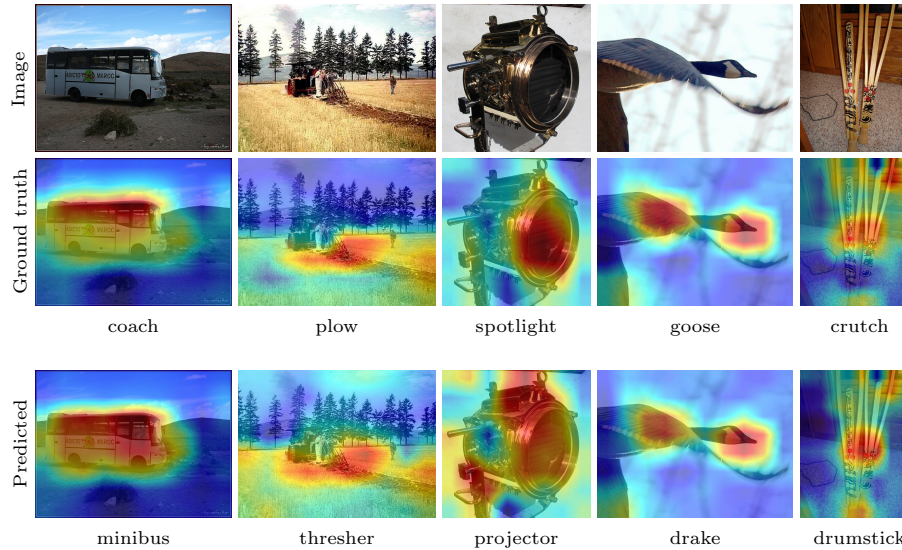 Image
Ground truth
coach
plow
spotlight
goose
crutch
Predicted
minibus
thresher
projector
drake
drumstick